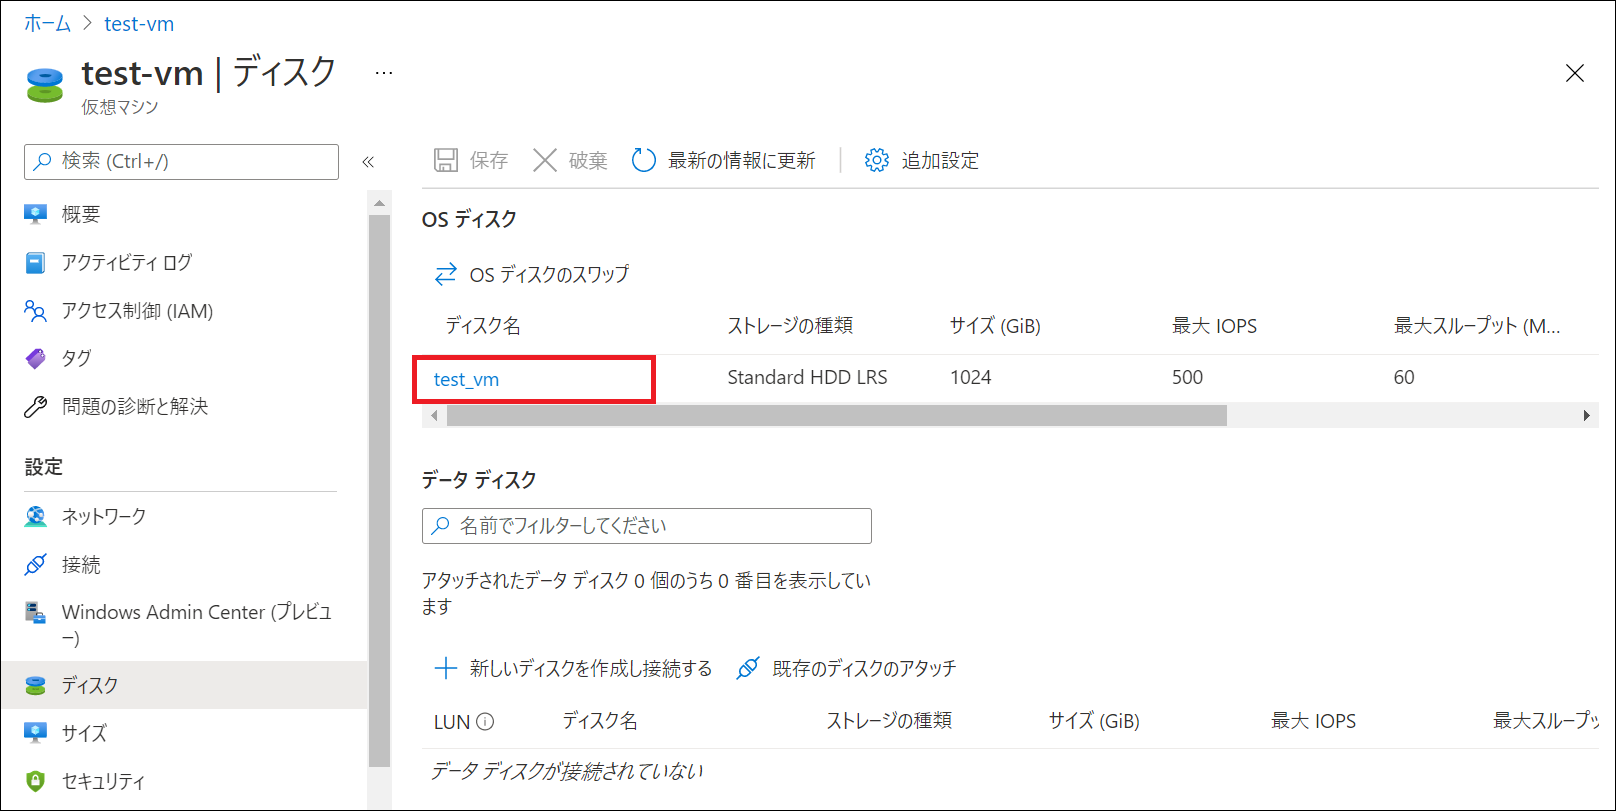 ホーム > test-vm
test-vm | ディスク ...
仮想マシン
検索 (Ctrl+/)
«
概要
アクティビティ ログ
アクセス制御 (IAM)
タグ
問題の診断と解決
設定
ネットワーク
接続
Windows Admin Center (プレビュ
ー)
ディスク
サイズ
セキュリティ
保存 破棄 最新の情報に更新 追加設定
OS ディスク
OS ディスクのスワップ
ディスク名 ストレージの種類 サイズ (GiB) 最大 IOPS 最大スループット (M...
test_vm Standard HDD LRS 1024 500 60
データ ディスク
名前でフィルターしてください
アタッチされたデータ ディスク 0 個のうち 0 番目を表示してい
ます
新しいディスクを作成し接続する 既存のディスクのアタッチ
LUN ディスク名 ストレージの種類 サイズ (GiB) 最大 IOPS 最大スループッ
データ ディスクが接続されていない